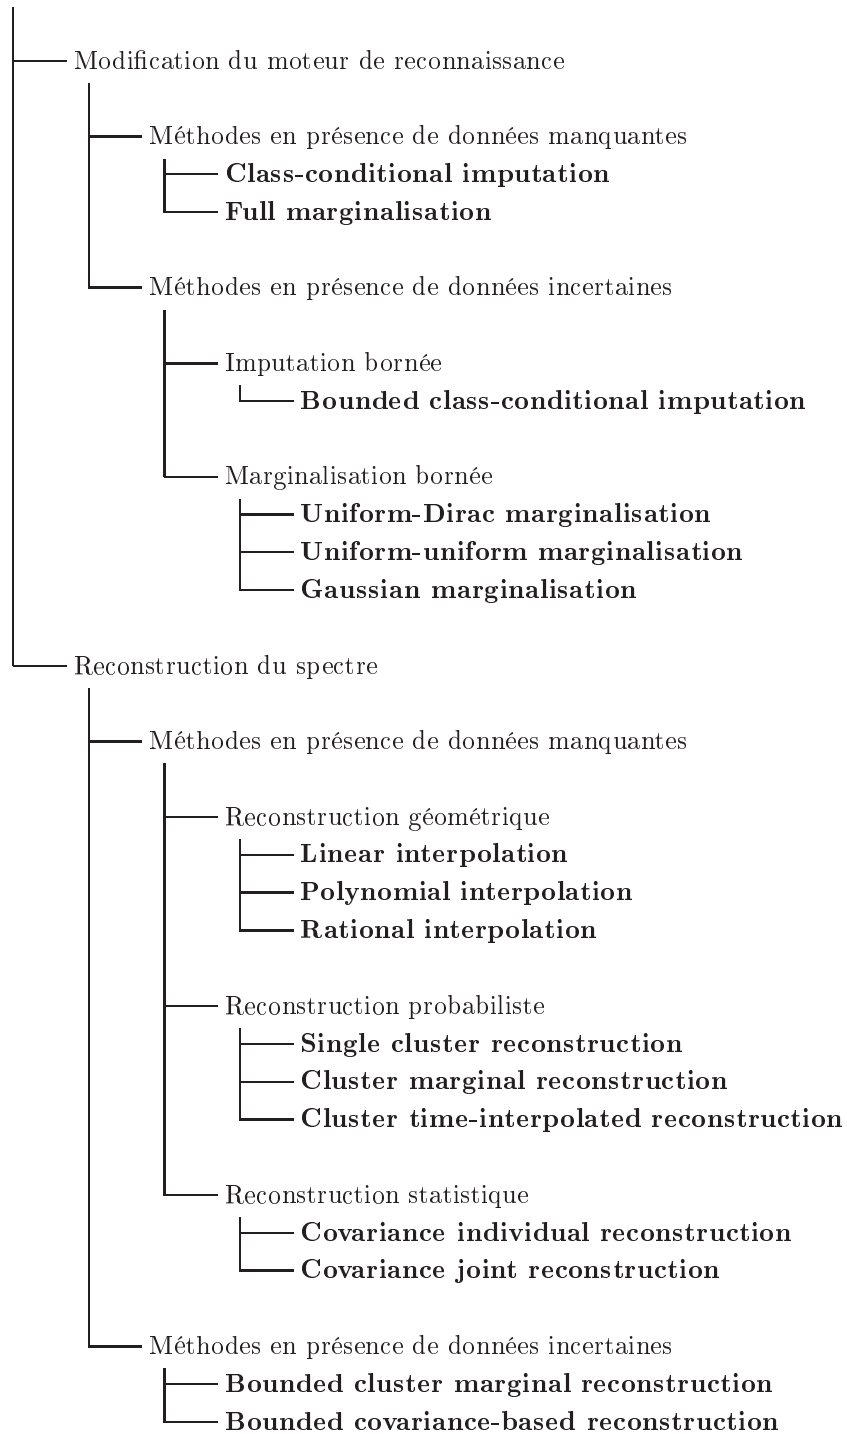 Modification du moteur de reconnaissance
Méthodes en présence de données manquantes
Class-conditional imputation
Full marginalisation
Méthodes en présence de données incertaines
Imputation bornée
Bounded class-conditional imputation
Marginalisation bornée
Uniform-Dirac marginalisation
Uniform-uniform marginalisation
Gaussian marginalisation
Reconstruction du spectre
Méthodes en présence de données manquantes
Reconstruction géométrique
Linear interpolation
Polynomial interpolation
Rational interpolation
Reconstruction probabiliste
Single cluster reconstruction
Cluster marginal reconstruction
Cluster time-interpolated reconstruction
Reconstruction statistique
Covariance individual reconstruction
Covariance joint reconstruction
Méthodes en présence de données incertaines
Bounded cluster marginal reconstruction
Bounded covariance-based reconstruction